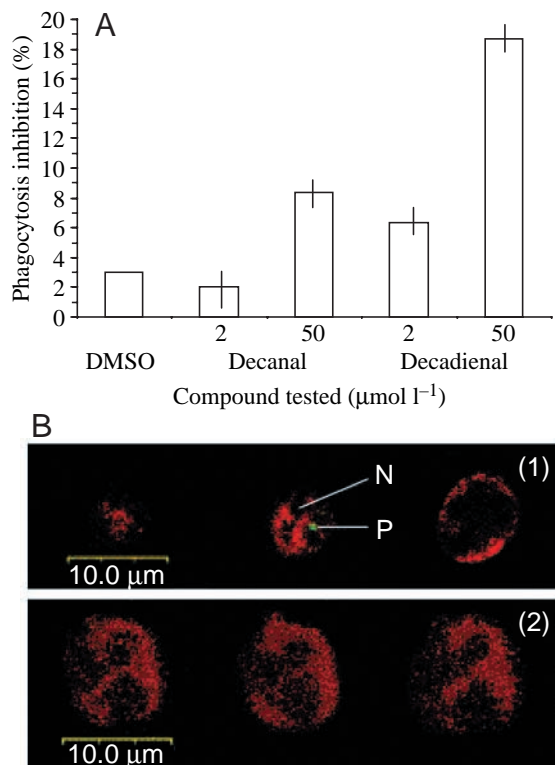 A
Phagocytosis inhibition (%)
20
18
16
14
12
10
8
6
4
2
0
2 50 2 50
DMSO Decanal Decadienal
Compound tested (μmol l–1)
B
(1)
N
P
10.0 μm
(2)
10.0 μm